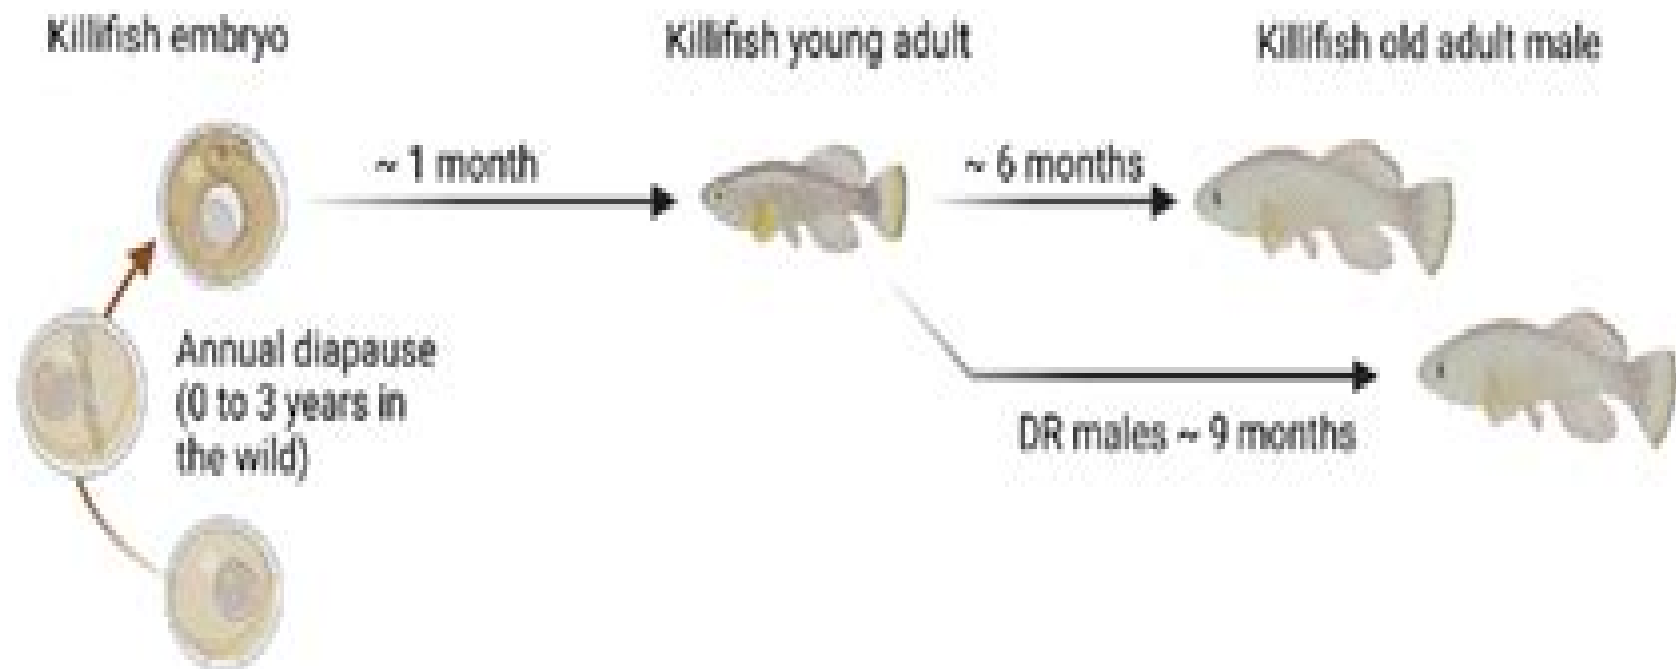 Killifish embryo
Killifish young adult
Killifish old adult male
~ 1 month
~ 6 months
Annual diapause
(0 to 3 years in
the wild)
DR males ~ 9 months